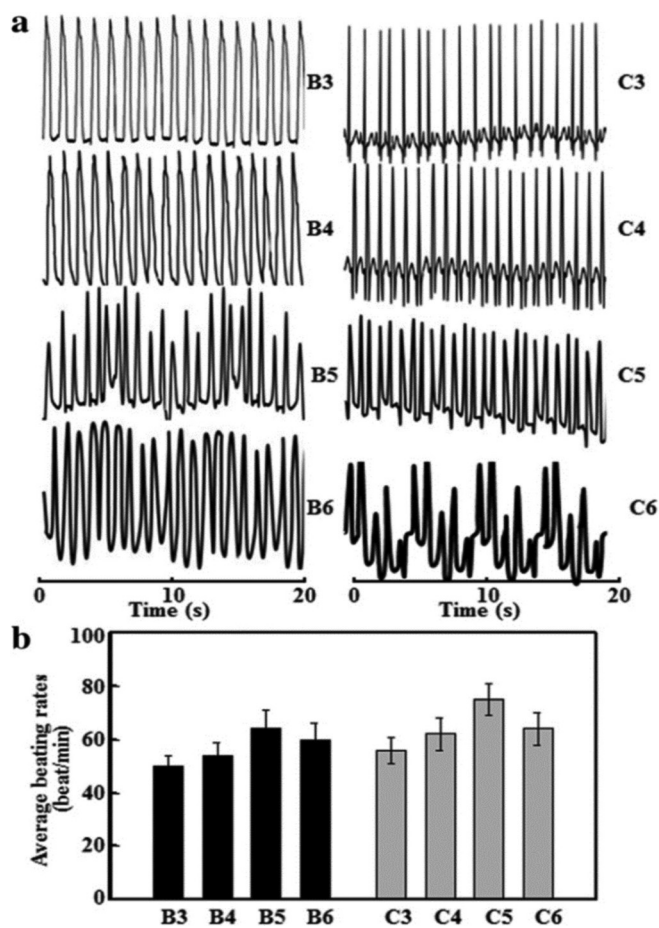 a
B3
C3
B4
C4
B5
C5
B6
C6
0 10 20
Time (s)
0 10 20
Time (s)
b
Average beating rates
(beat/min)
100
80
60
40
20
0
B3 B4 B5 B6 C3 C4 C5 C6